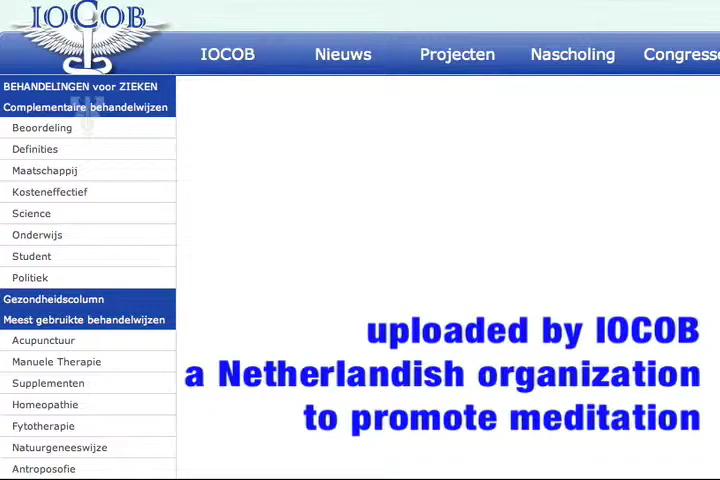 IOCOB
IOCOB Nieuws Projecten Nascholing Congresse
BEHANDELINGEN voor ZIEKEN
Complementaire behandelwijzen
Beoordeling
Definities
Maatschappij
Kosteneffectief
Science
Onderwijs
Student
Politiek
Gezondheidscolumn
Meest gebruikte behandelwijzen
Acupunctuur
Manuele Therapie
Supplementen
Homeopathie
Fytotherapie
Natuurgeneeswijze
Antroposofie
uploaded by IOCOB
a Netherlandish organization
to promote meditation